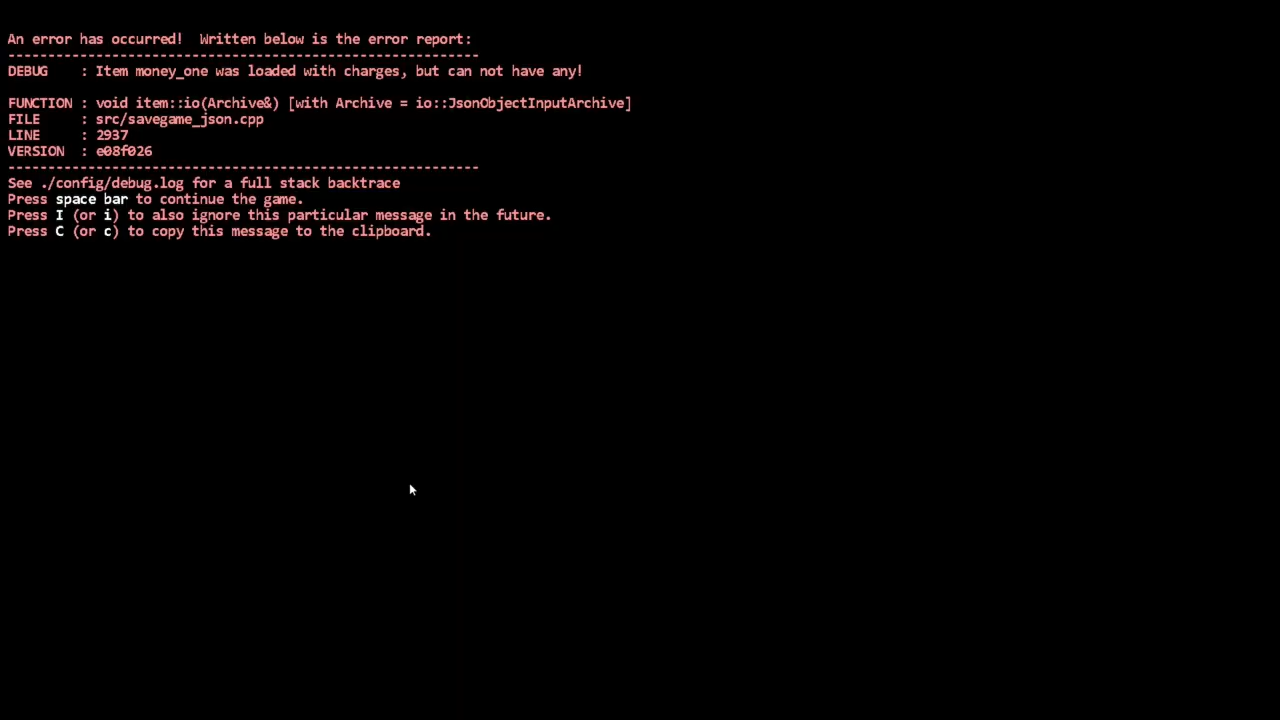 An error has occurred!  Written below is the error report:
-----------------------------------------------------------
DEBUG    : Item money_one was loaded with charges, but can not have any!
FUNCTION : void item::io(Archive&) [with Archive = io::JsonObjectInputArchive]
FILE     : src/savegame_json.cpp
LINE     : 2937
VERSION  : e08f026
-----------------------------------------------------------
See ./config/debug.log for a full stack backtrace
Press space bar to continue the game.
Press I (or i) to also ignore this particular message in the future.
Press C (or c) to copy this message to the clipboard.